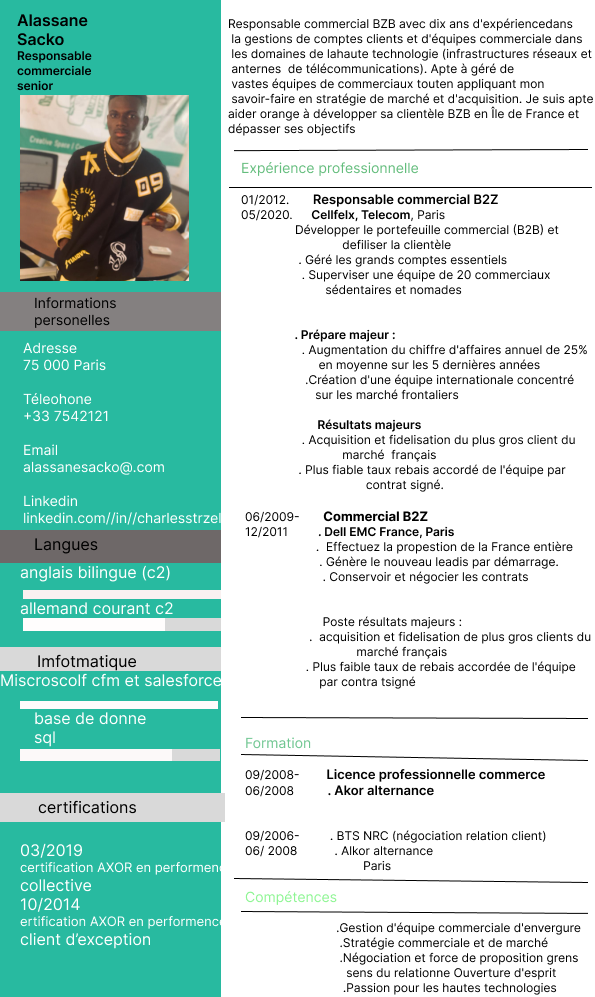 Alassane
Sacko
Responsable
commerciale
senior
Informations
personelles
Adresse
75 000 Paris
Téleohone
+33 7542121
Email
alassanesacko@.com
Linkedin
linkedin.com//in//charlesstrzel
Langues
anglais bilingue (c2)
allemand courant c2
Imfotmatique
Miscroscolf cfm et salesforce
base de donne
sql
certifications
03/2019
certification AXOR en performenc
collective
10/2014
ertification AXOR en performence
client d'exception
Responsable commercial BZB avec dix ans d'expériencedans
la gestions de comptes clients et d'équipes commerciale dans
les domaines de lahaute technologie (infrastructures réseaux et
anternes de télécommunications). Apte à géré de
vastes équipes de commerciaux touten appliquant mon
savoir-faire en stratégie de marché et d'acquisition. Je suis apte
aider orange à développer sa clientèle BZB en Île de France et
dépasser ses objectifs
Expérience professionnelle
01/2012. Responsable commercial B2Z
05/2020. Cellfelx, Telecom, Paris
Développer le portefeuille commercial (B2B) et
defiliser la clientèle
. Géré les grands comptes essentiels
. Superviser une équipe de 20 commerciaux
sédentaires et nomades
. Prépare majeur :
. Augmentation du chiffre d'affaires annuel de 25%
en moyenne sur les 5 dernières années
.Création d'une équipe internationale concentré
sur les marché frontaliers
Résultats majeurs
. Acquisition et fidelisation du plus gros client du
marché français
. Plus fiable taux rebais accordé de l'équipe par
contrat signé.
06/2009- Commercial B2Z
12/2011 . Dell EMC France, Paris
. Effectuez la propestion de la France entière
. Génère le nouveau leadis par démarrage.
. Conservoir et négocier les contrats
Poste résultats majeurs :
. acquisition et fidelisation de plus gros clients du
marché français
. Plus faible taux de rebais accordée de l'équipe
par contra tsigné
Formation
09/2008- Licence professionnelle commerce
06/2008 . Akor alternance
09/2006- . BTS NRC (négociation relation client)
06/ 2008 . Alkor alternance
Paris
Compétences
.Gestion d'équipe commerciale d'envergure
.Stratégie commerciale et de marché
.Négociation et force de proposition grens
sens du relationne Ouverture d'esprit
.Passion pour les hautes technologies